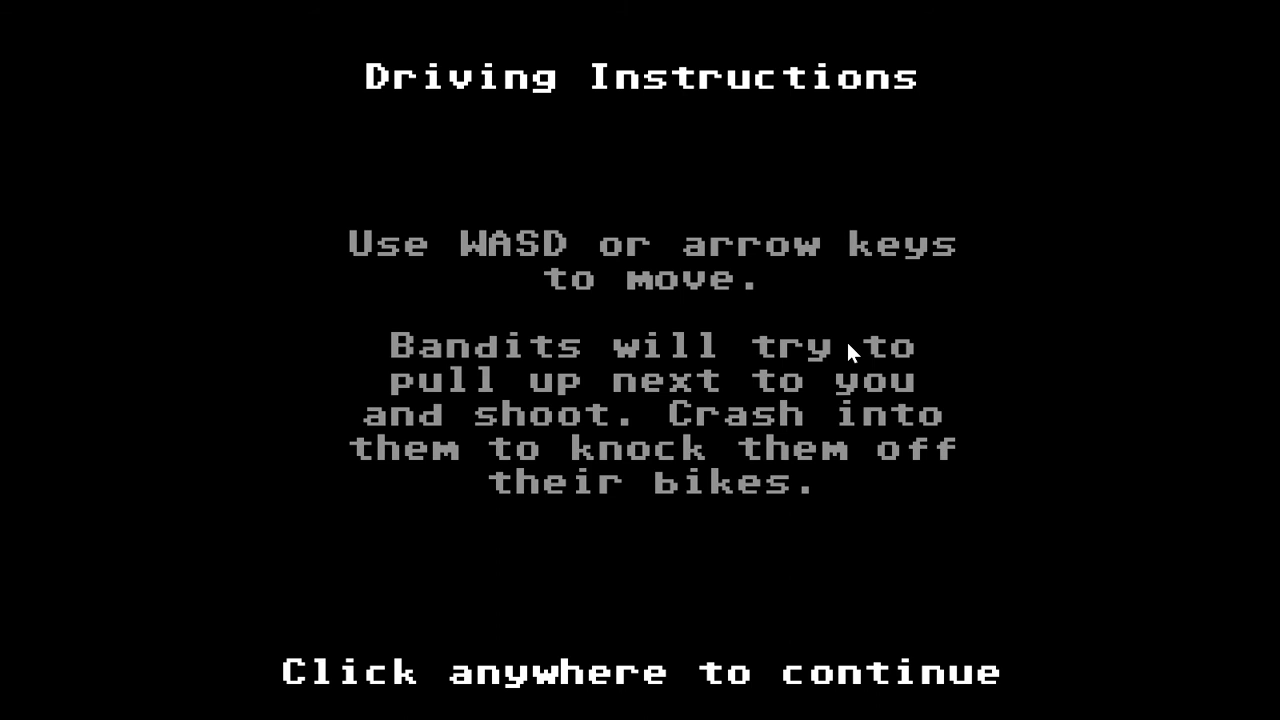 Driving Instructions
Use WASD or arrow keys
to move.
Bandits will try to
pull up next to you
and shoot. Crash into
them to knock them off
their bikes.
Click anywhere to continue